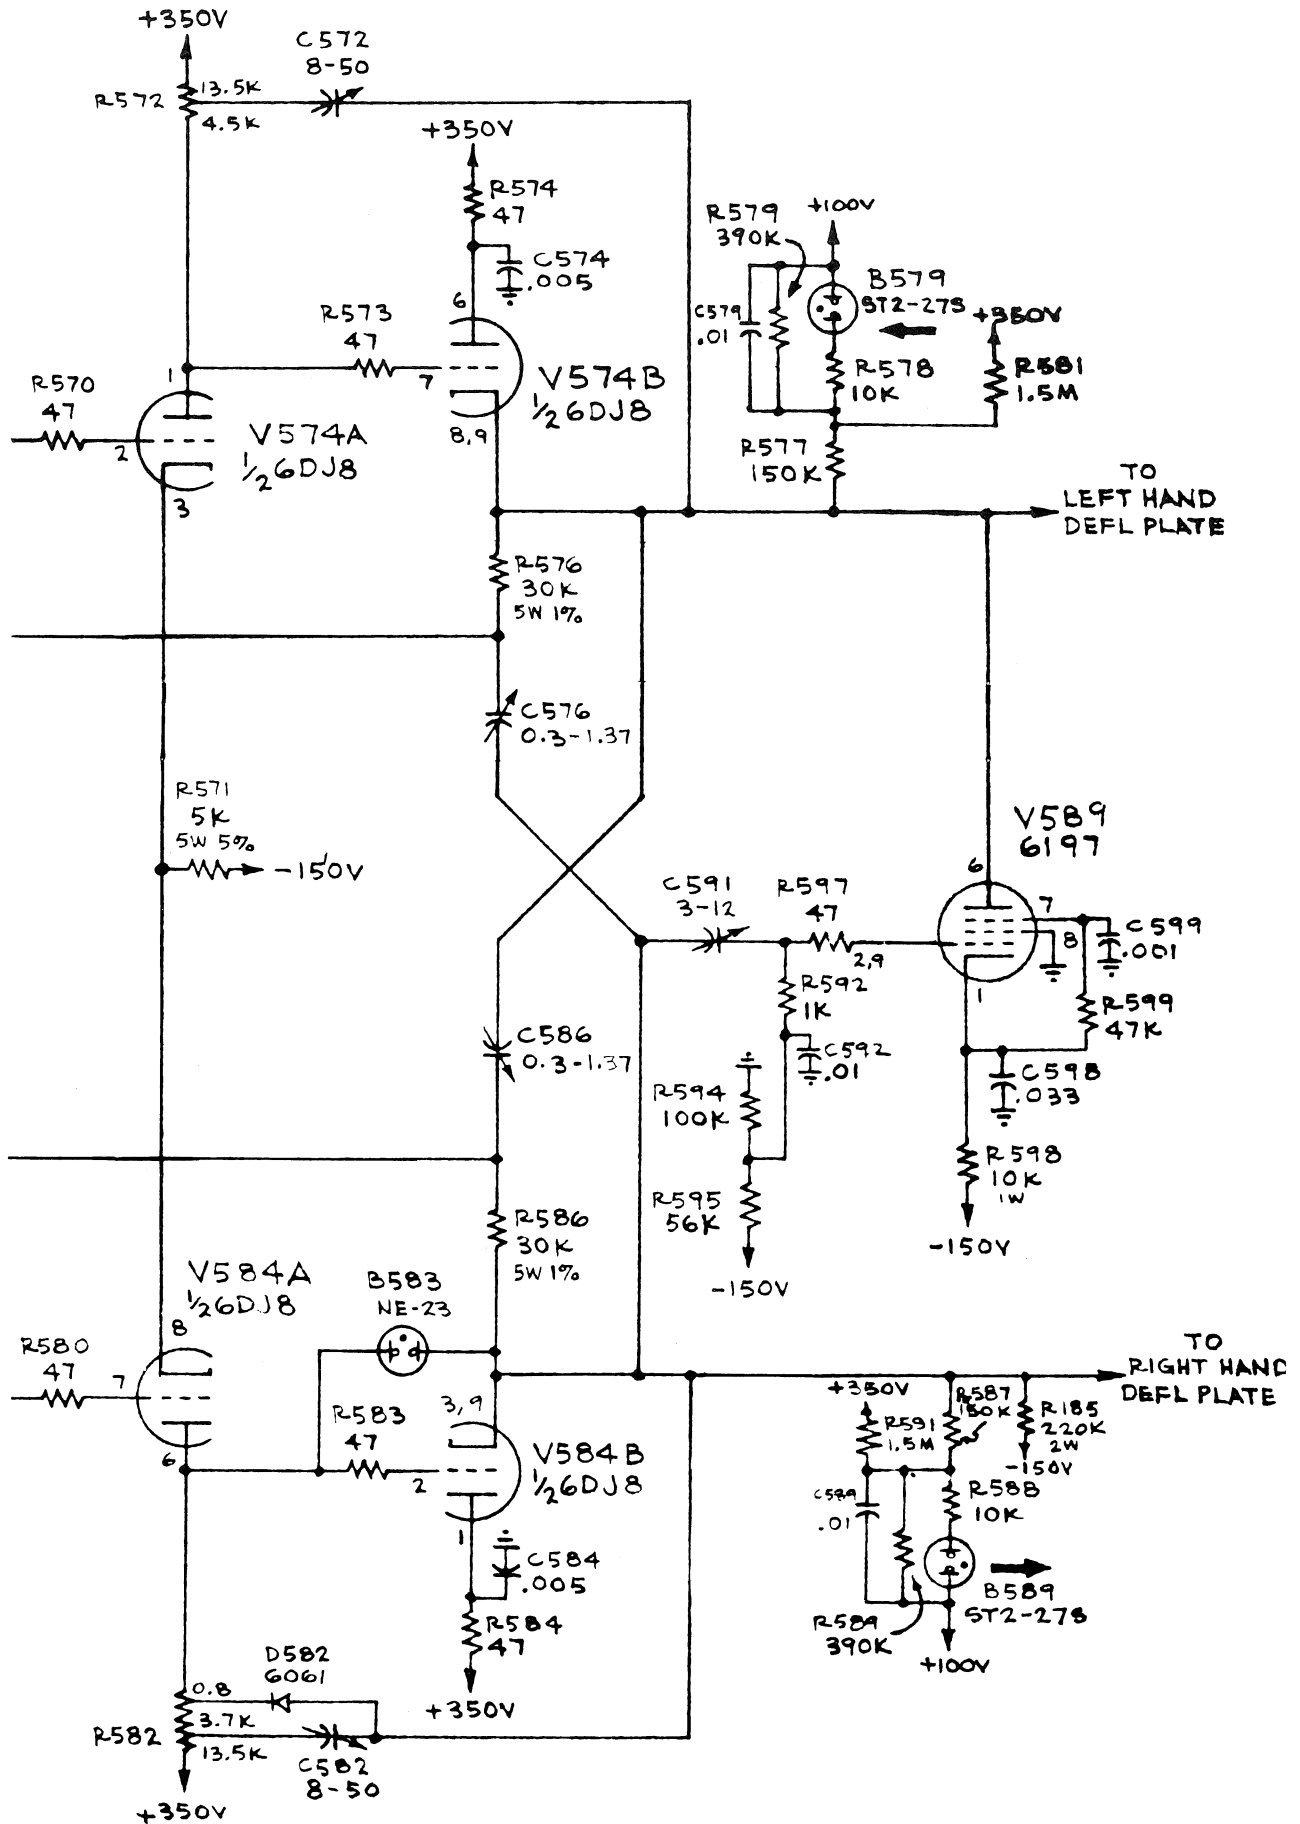 +350V
C572
8-50
R572
13.5K
4.5K
+350V
R574
47
C574
.005
R573
47
6
7
8,9
V574B
1/2 6DJ8
R570
47
1
2
3
V574A
1/2 6DJ8
R579
390K
+100V
C579
.01
B579
ST2-27S
+350V
R578
10K
R581
1.5M
R577
150K
TO
LEFT HAND
DEFL PLATE
R576
30K
5W 1%
C576
0.3-1.37
R571
5K
5W 5%
-150V
V589
6197
6
7
8
1
C591
3-12
R597
47
2,9
C599
.001
R592
1K
R599
47K
C592
.01
C598
.033
C586
0.3-1.37
R594
100K
R598
10K
1W
-150V
R595
56K
-150V
R586
30K
5W 1%
V584A
1/2 6DJ8
8
7
6
B583
NE-23
R580
47
R583
47
3,9
2
1
V584B
1/2 6DJ8
TO
RIGHT HAND
DEFL PLATE
+350V
R591
1.5M
R587
150K
R185
220K
2W
-150V
C589
.01
R588
10K
B589
ST2-27S
R589
390K
+100V
C584
.005
R584
47
+350V
D582
6061
0.8
3.7K
13.5K
R582
C582
8-50
+350V